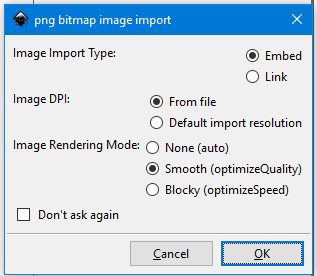 png bitmap image import
Image Import Type:
Embed
Link
Image DPI:
From file
Default import resolution
Image Rendering Mode:
None (auto)
Smooth (optimizeQuality)
Blocky (optimizeSpeed)
Don't ask again
Cancel
OK